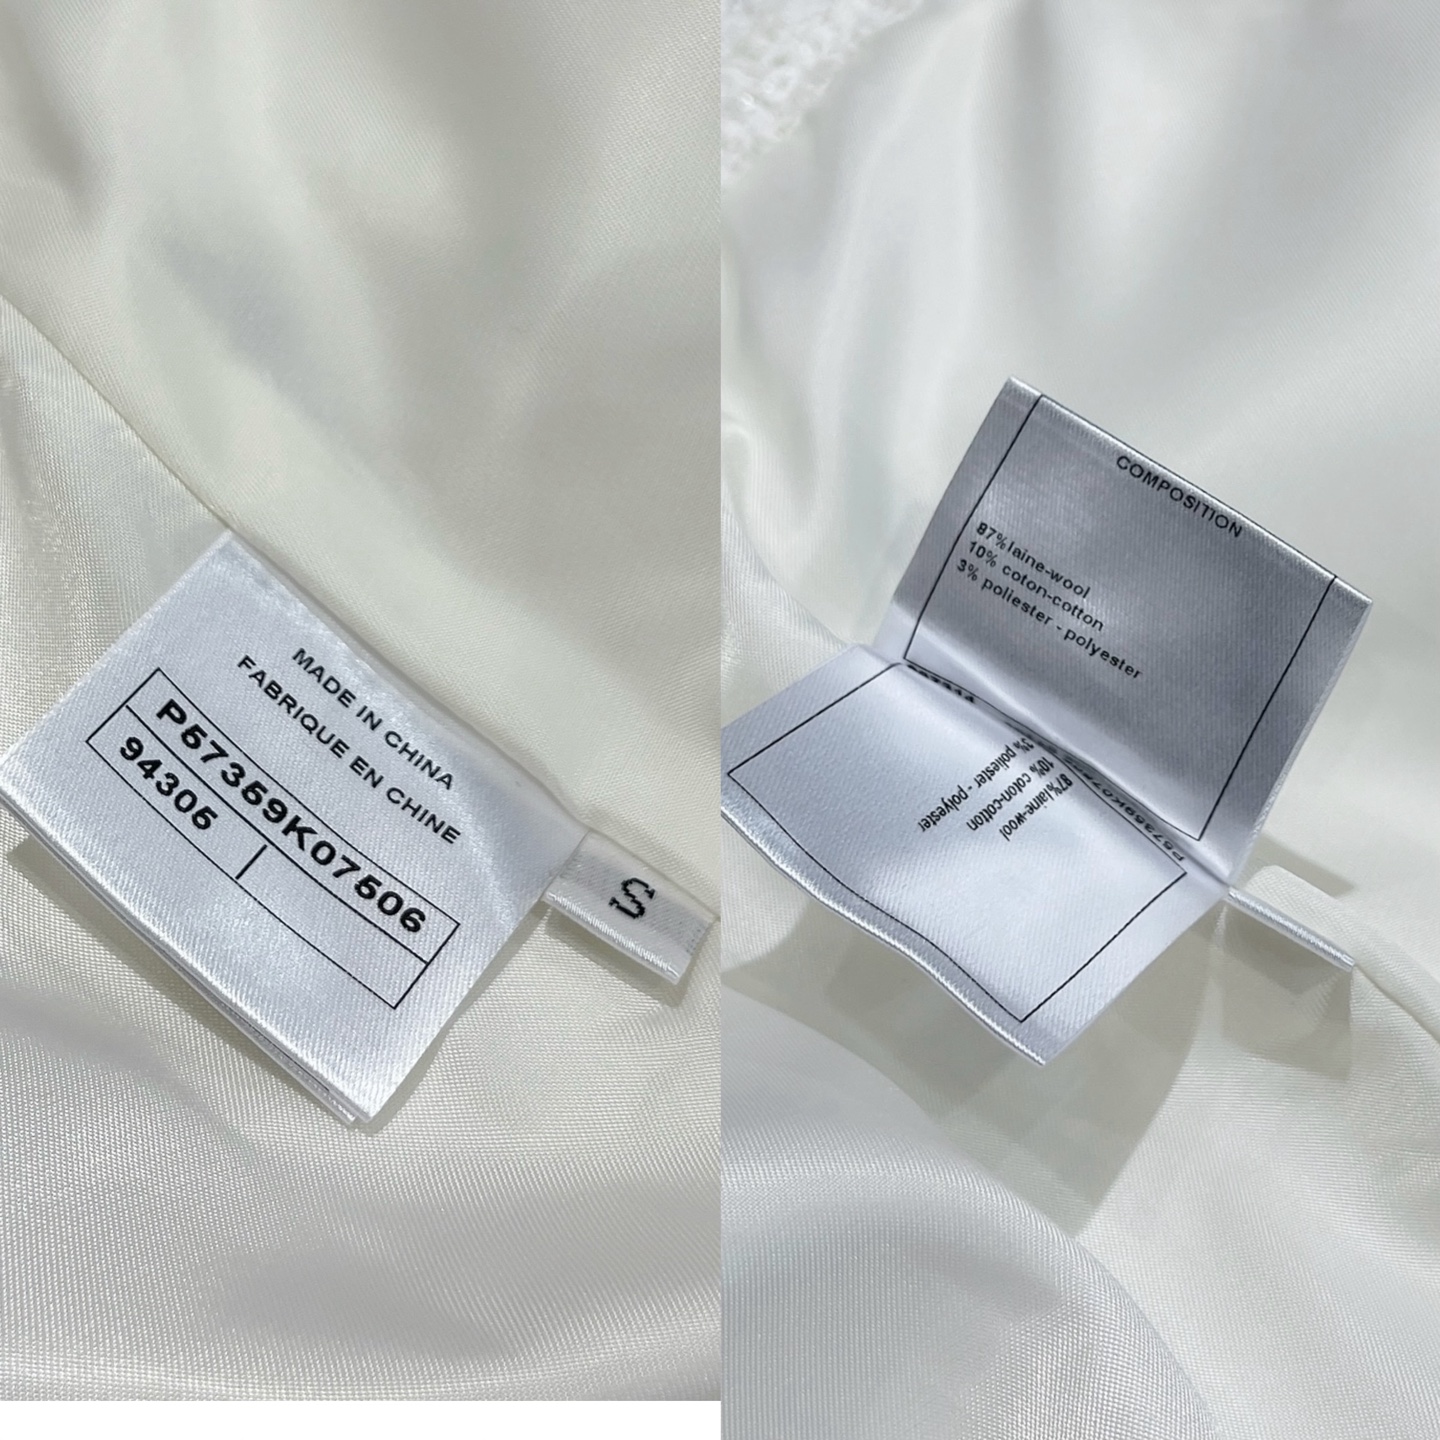 MADE IN CHINA
FABRIQUE EN CHINE
P57359K07506
94305
S
COMPOSITION
87%laine-wool
10% coton-cotton
3% poliester - polyester
87%laine-wool
10% coton-cotton
3% poliester - polyester